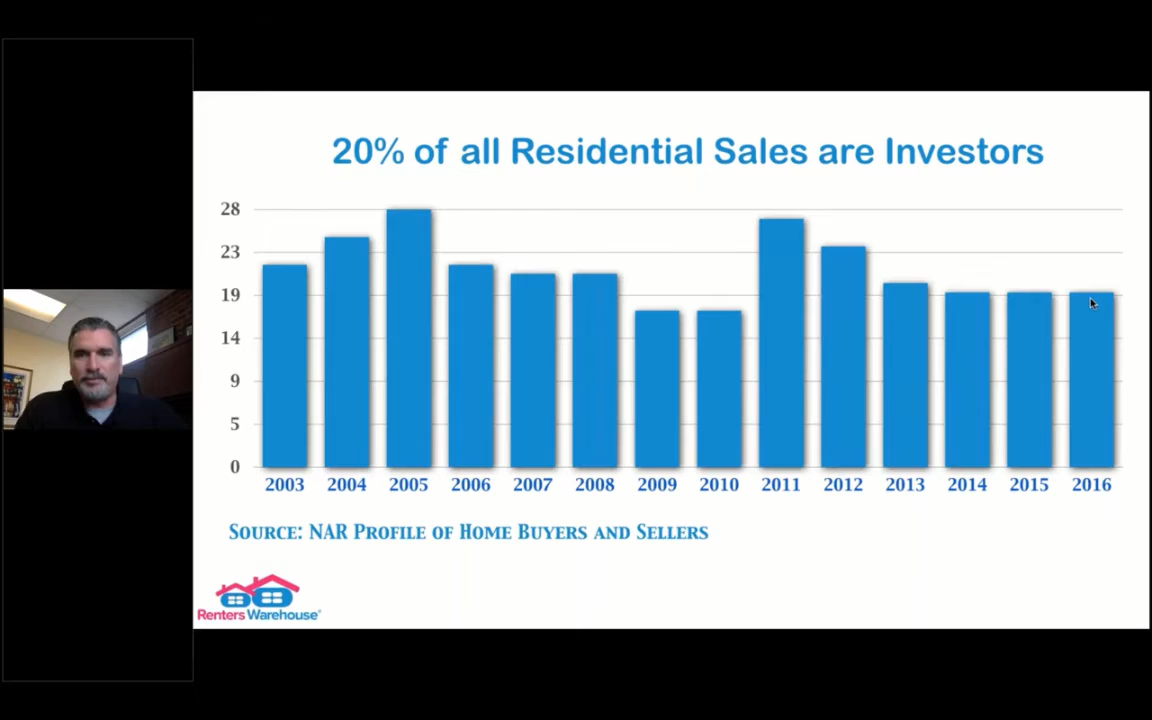 20% of all Residential Sales are Investors
28
23
19
14
9
5
0
2003 2004 2005 2006 2007 2008 2009 2010 2011 2012 2013 2014 2015 2016
Source: NAR Profile of Home Buyers and Sellers
Renters Warehouse®